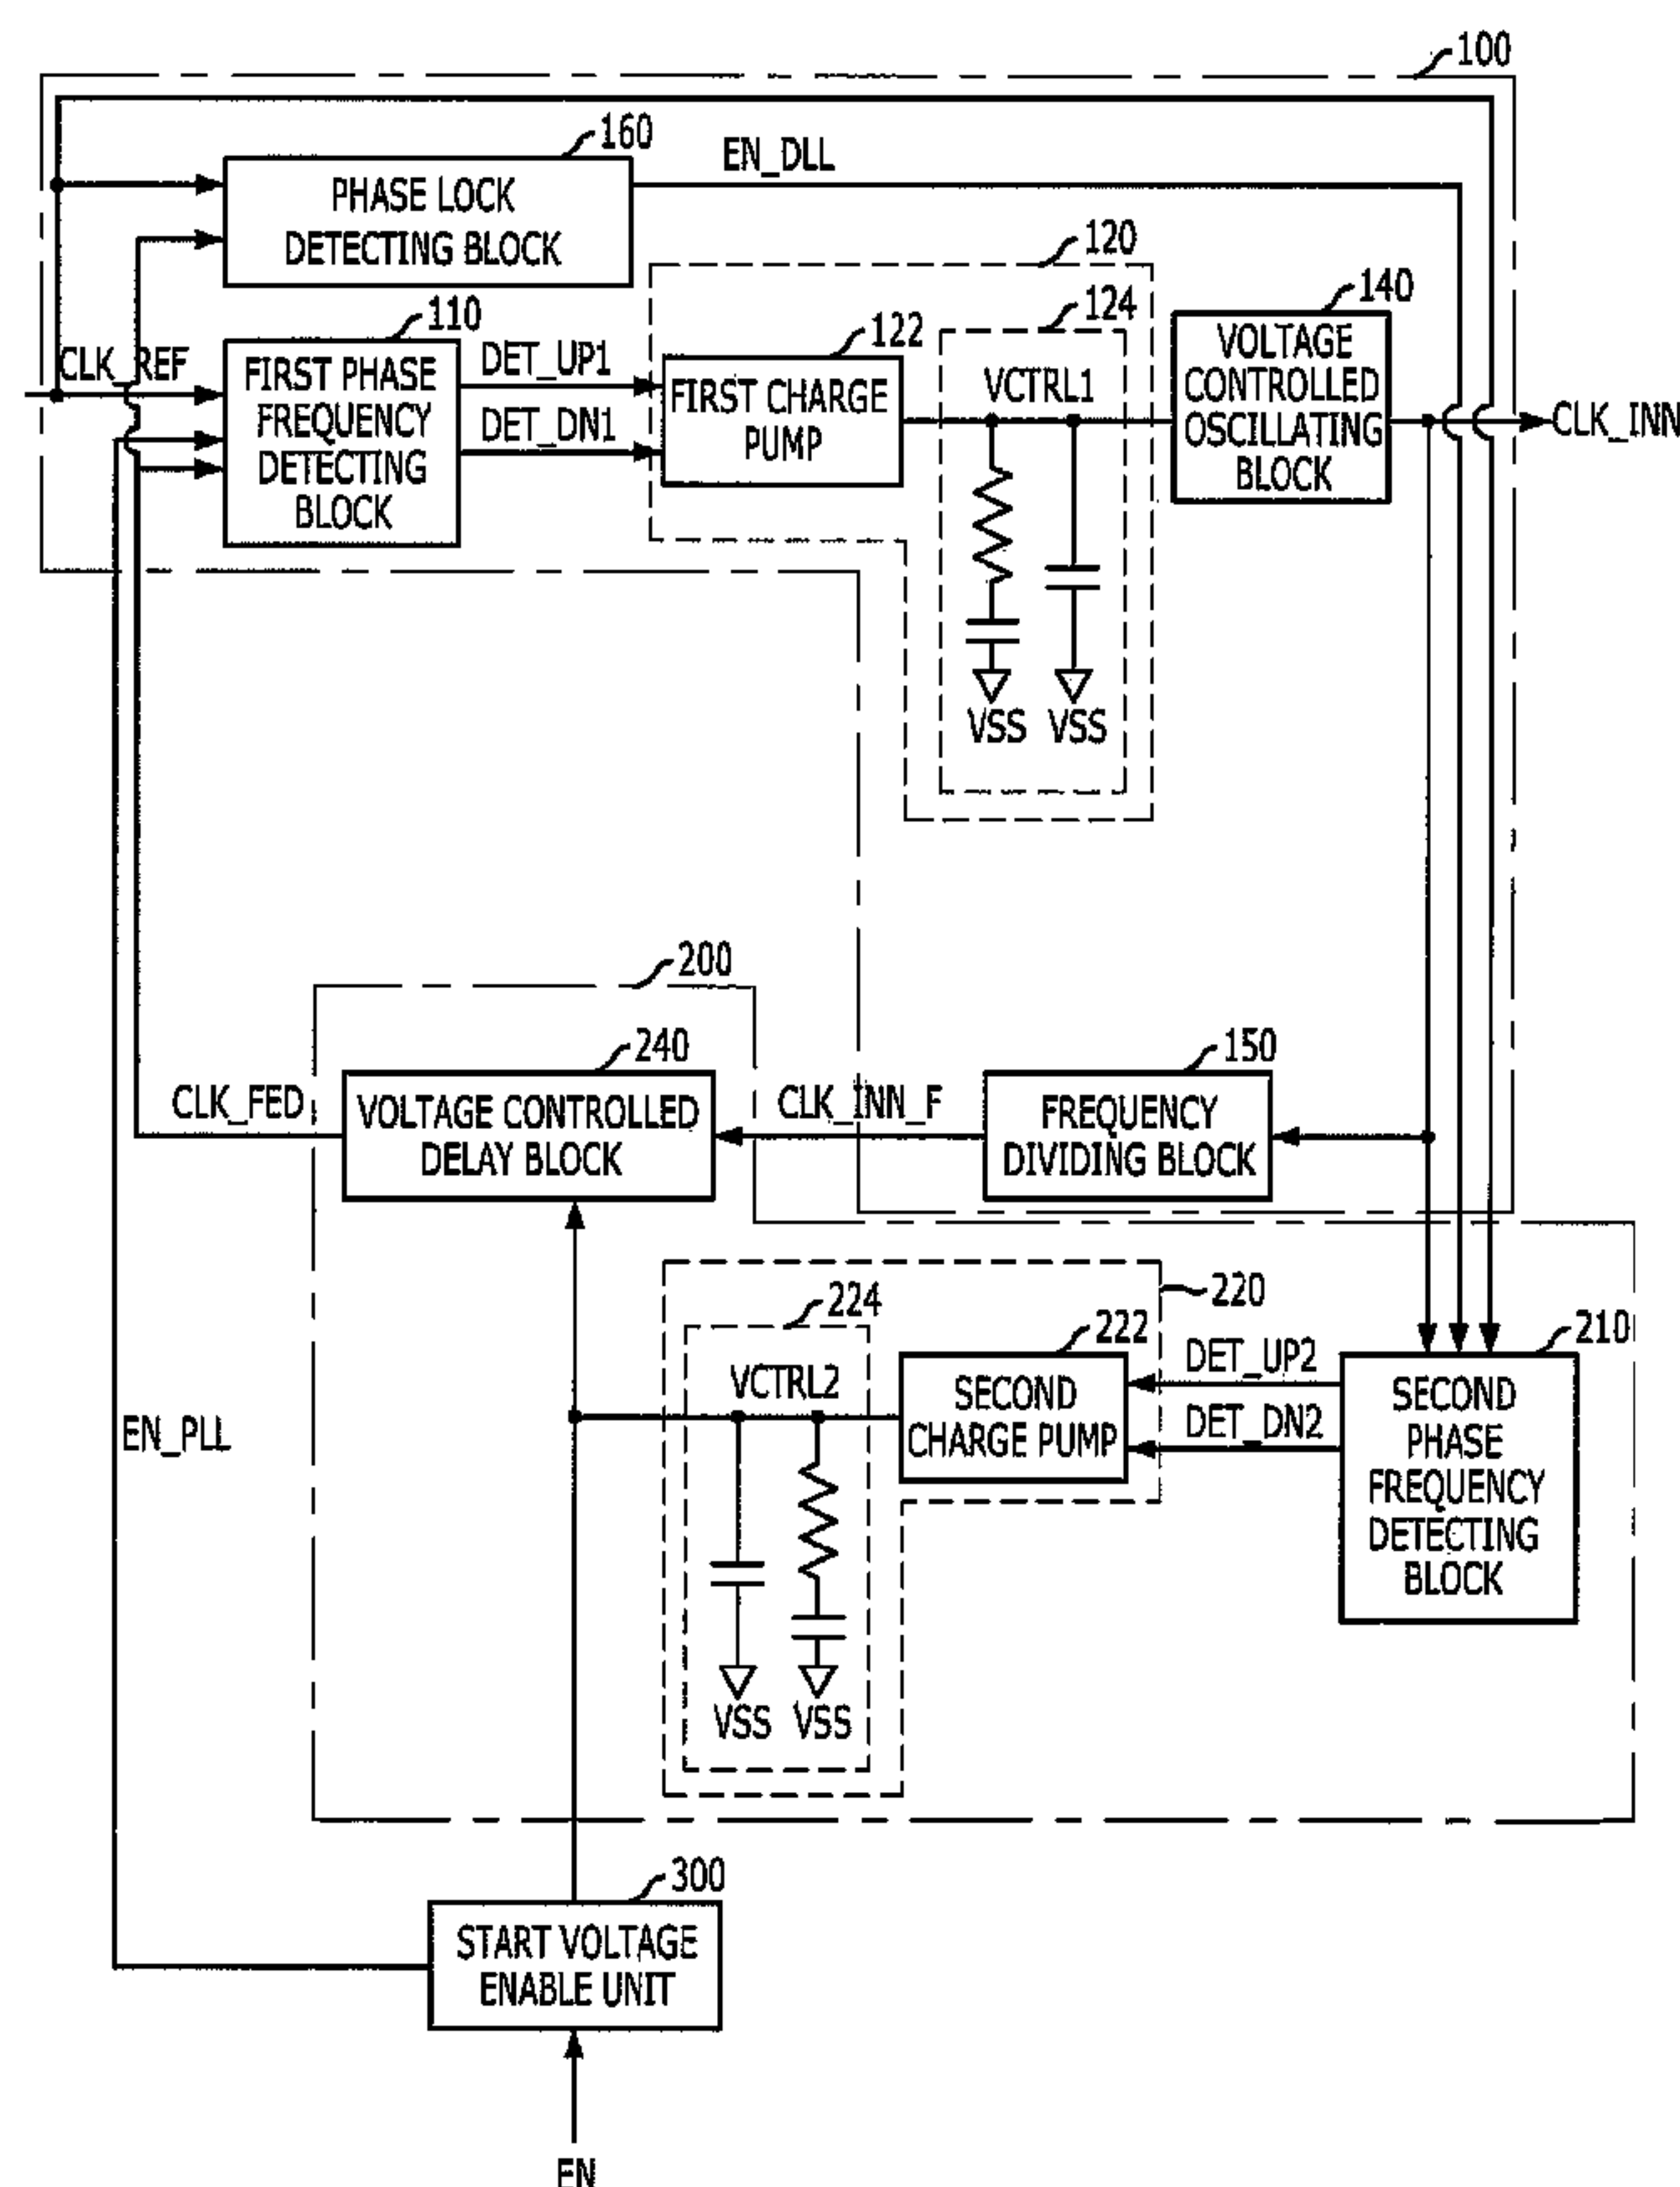 100
160
EN_DLL
PHASE LOCK
DETECTING BLOCK
120
124
140
110
122
CLK_REF
FIRST PHASE
FREQUENCY
DETECTING
BLOCK
DET_UP1
DET_DN1
FIRST CHARGE
PUMP
VCTRL1
VOLTAGE
CONTROLLED
OSCILLATING
BLOCK
CLK_INN
VSS VSS
200
240
150
CLK_FED
VOLTAGE CONTROLLED
DELAY BLOCK
CLK_INN_F
FREQUENCY
DIVIDING BLOCK
220
224
222
210
VCTRL2
SECOND
CHARGE PUMP
DET_UP2
DET_DN2
SECOND
PHASE
FREQUENCY
DETECTING
BLOCK
EN_PLL
VSS VSS
300
START VOLTAGE
ENABLE UNIT
EN